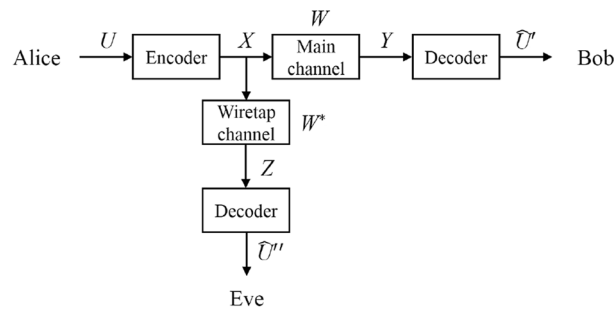 W
Alice U Encoder X Main channel Y Decoder Û′ Bob
Wiretap channel W*
Z
Decoder
Û″
Eve